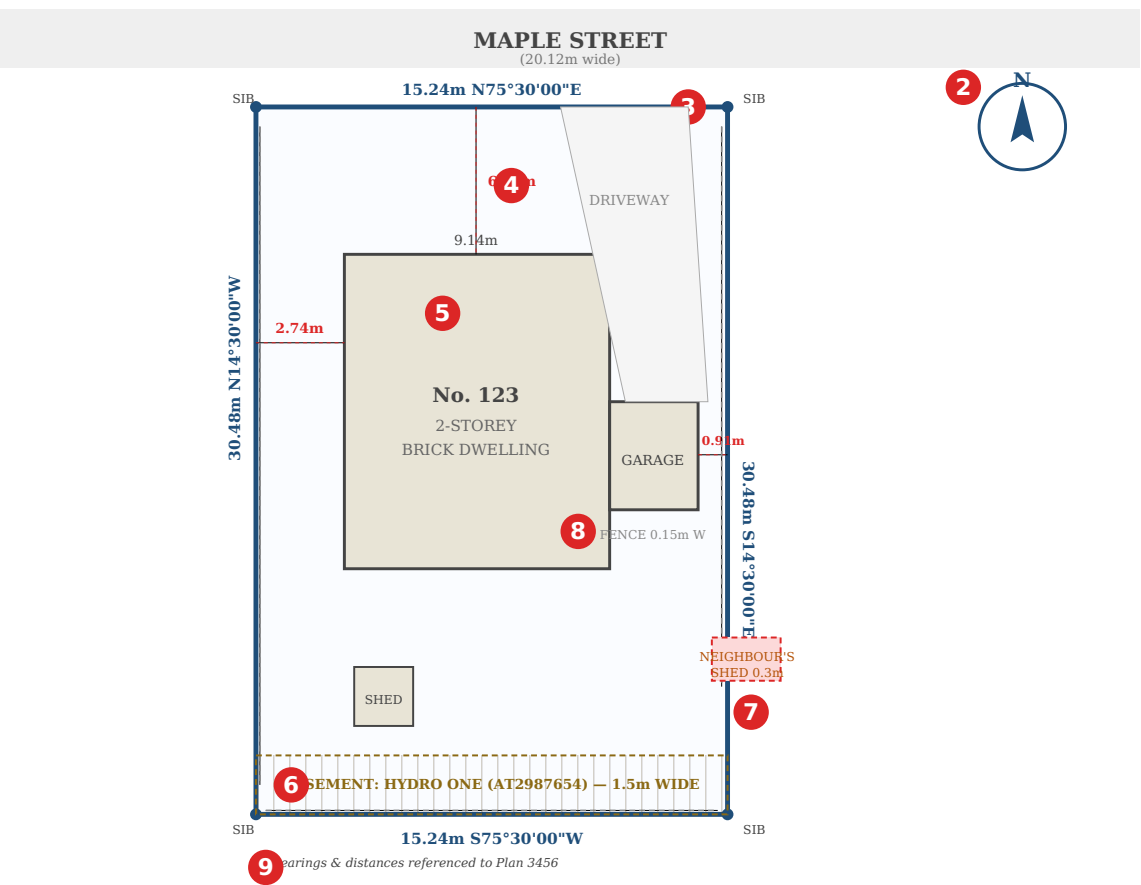 MAPLE STREET
(20.12m wide)
N
2
15.24m N75°30'00"E
SIB
SIB
3
4
DRIVEWAY
9.14m
5
30.48m N14°30'00"W
2.74m
No. 123
2-STOREY
BRICK DWELLING
GARAGE
30.48m S14°30'00"E
8
FENCE 0.15m W
NEIGHBOUR'S
SHED 0.3m
SHED
7
6
HYDRO ONE (AT2987654) — 1.5m WIDE
SIB
SIB
15.24m S75°30'00"W
9
& distances referenced to Plan 3456